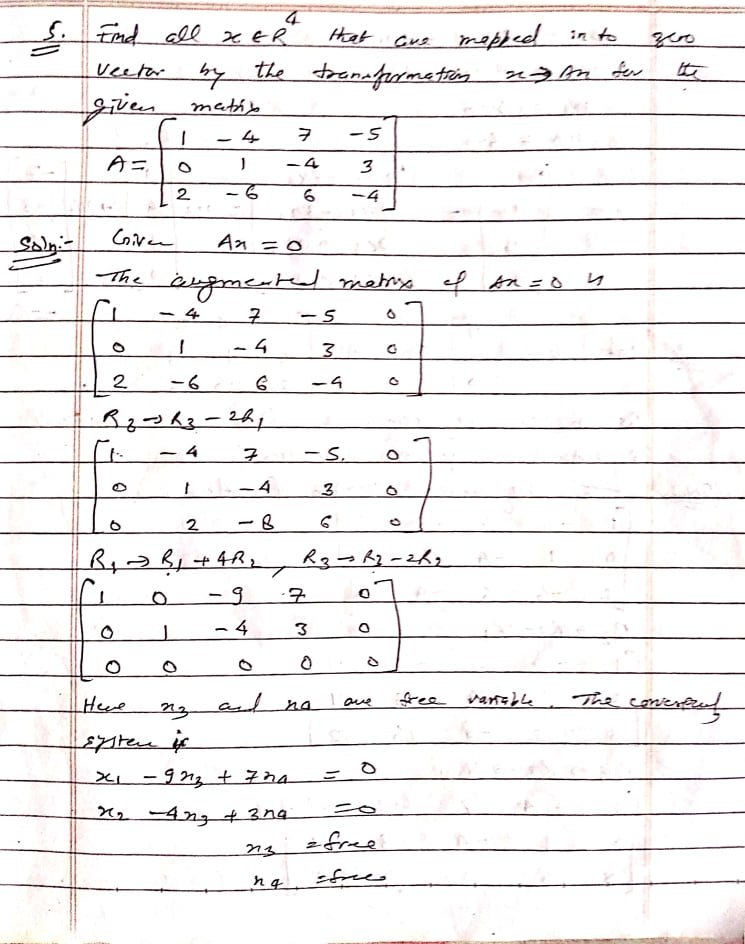 5. Find all x ∈ R⁴ that are mapped in to zero
vector by the transformation x → Ax for the
given matrix
A = [ 1 -4 7 -5
0 1 -4 3
2 -6 6 -4 ]
Soln:- Given Ax = 0
The augmented matrix of Ax = 0 is
[ 1 -4 7 -5 0
0 1 -4 3 0
2 -6 6 -4 0 ]
R3 → R3 - 2R1
[ 1 -4 7 -5 0
0 1 -4 3 0
0 2 -8 6 0 ]
R1 → R1 + 4R2, R3 → R3 - 2R2
[ 1 0 -9 7 0
0 1 -4 3 0
0 0 0 0 0 ]
Here x3 and x4 are free variable. The
system is
x1 - 9x3 + 7x4 = 0
x2 - 4x3 + 3x4 = 0
x3 = free
x4 = free